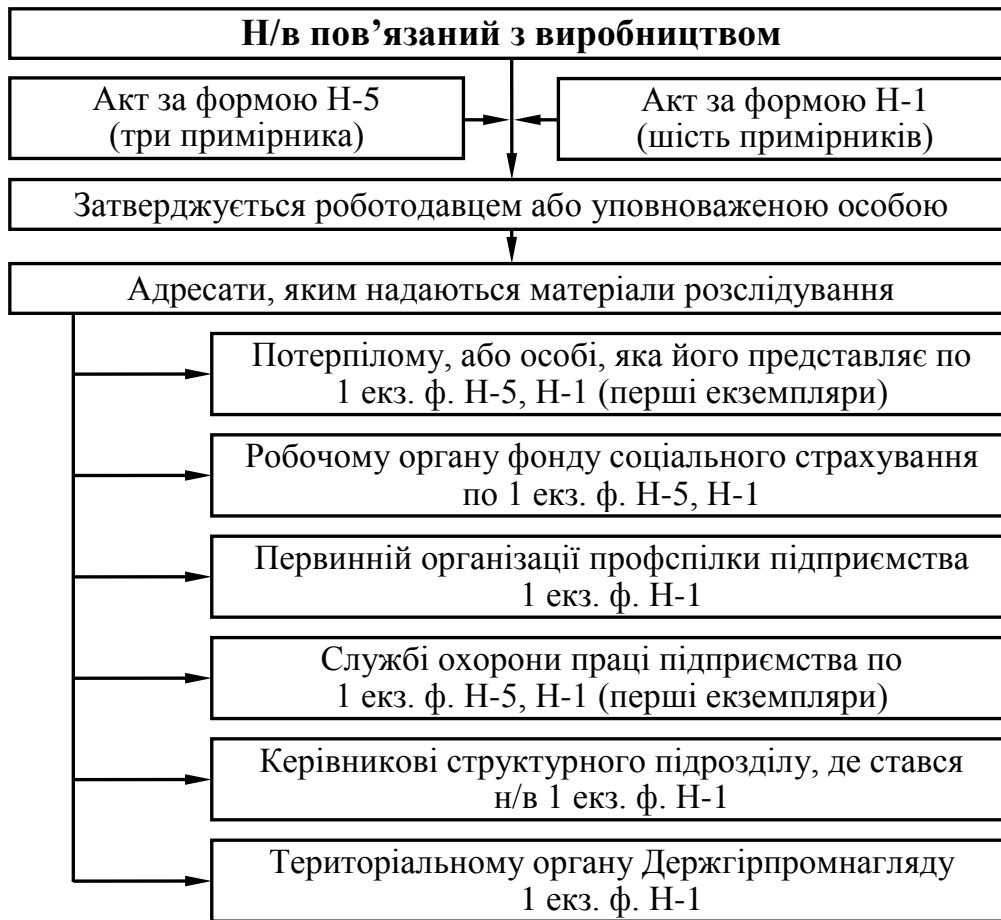 Н/в пов’язаний з виробництвом
Акт за формою Н-5
(три примірника)
Акт за формою Н-1
(шість примірників)
Затверджується роботодавцем або уповноваженою особою
Адресати, яким надаються матеріали розслідування
Потерпілому, або особі, яка його представляє по
1 екз. ф. Н-5, Н-1 (перші екземпляри)
Робочому органу фонду соціального страхування
по 1 екз. ф. Н-5, Н-1
Первинній організації профспілки підприємства
1 екз. ф. Н-1
Службі охорони праці підприємства по
1 екз. ф. Н-5, Н-1 (перші екземпляри)
Керівникові структурного підрозділу, де стався
н/в 1 екз. ф. Н-1
Територіальному органу Держгірпромнагляду
1 екз. ф. Н-1